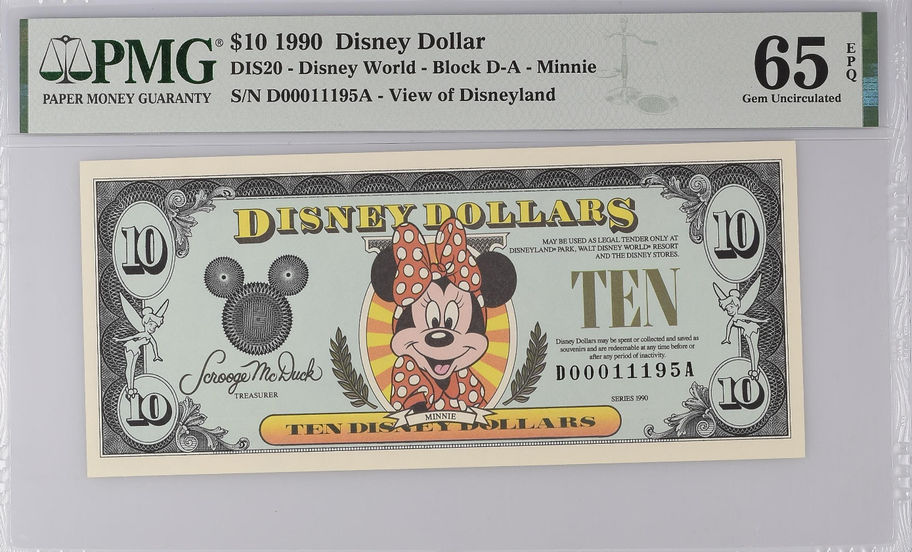 PMG®
PAPER MONEY GUARANTY
$10 1990 Disney Dollar
DIS20 - Disney World - Block D-A - Minnie
S/N D00011195A - View of Disneyland
65
EPQ
Gem Uncirculated
DISNEY DOLLARS
10
10
MAY BE USED AS LEGAL TENDER ONLY AT
DISNEYLAND® PARK, WALT DISNEY WORLD® RESORT
AND THE DISNEY STORES.
TEN
Disney Dollars may be spent or collected and saved as
souvenirs and are redeemable at any time before or
after any period of inactivity.
D00011195A
Scrooge McDuck
TREASURER
SERIES 1990
10
10
MINNIE
TEN DISNEY DOLLARS